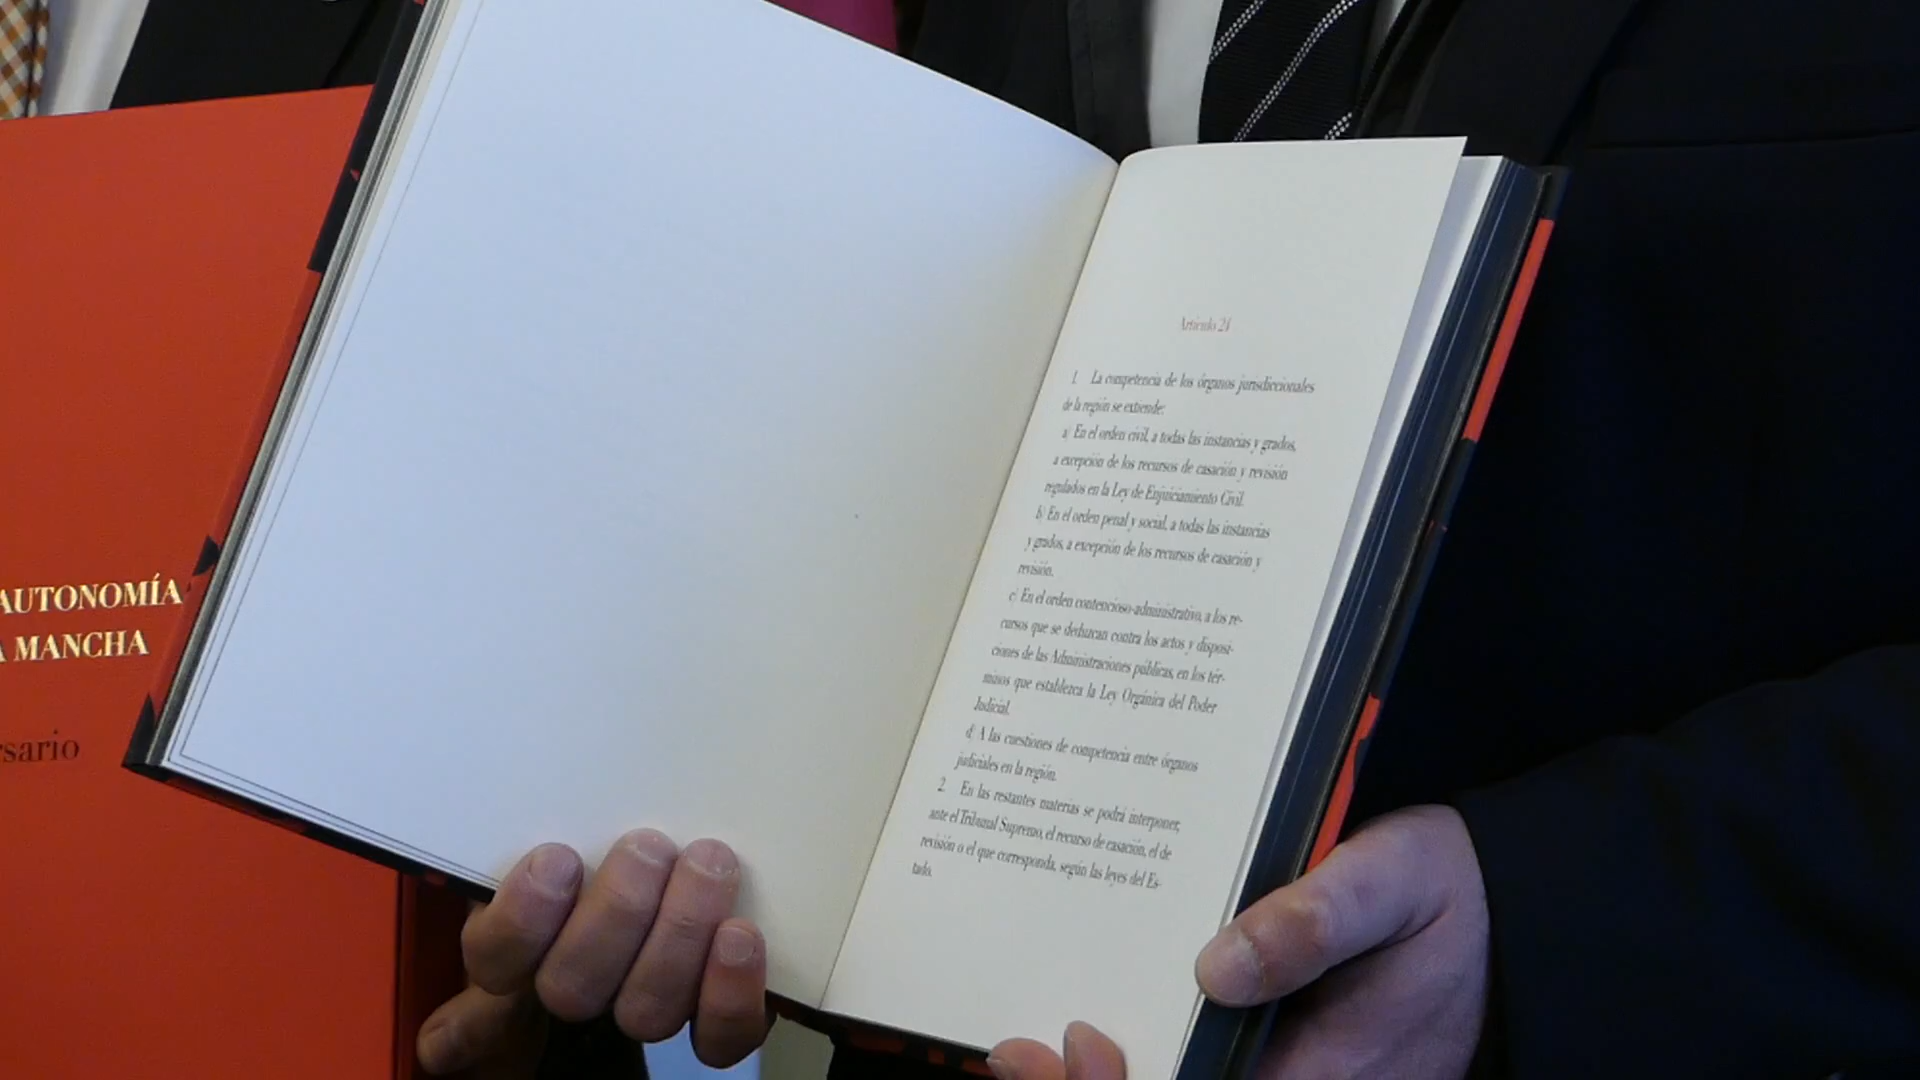 AUTONOMÍA
MANCHA
sario
Artículo 24
1. La competencia de los órganos jurisdiccionales
de la región se extiende:
a) En el orden civil, a todas las instancias y grados,
a excepción de los recursos de casación y revisión
regulados en la Ley de Enjuiciamiento Civil.
b) En el orden penal y social, a todas las instancias
y grados, a excepción de los recursos de casación y
revisión.
c) En el orden contencioso-administrativo, a los re-
cursos que se deduzcan contra los actos y disposi-
ciones de las Administraciones públicas, en los tér-
minos que establezca la Ley Orgánica del Poder
Judicial.
d) A las cuestiones de competencia entre órganos
judiciales en la región.
2. En las restantes materias se podrá interponer,
ante el Tribunal Supremo, el recurso de casación, el de
revisión o el que corresponda, según las leyes del Es-
tado.